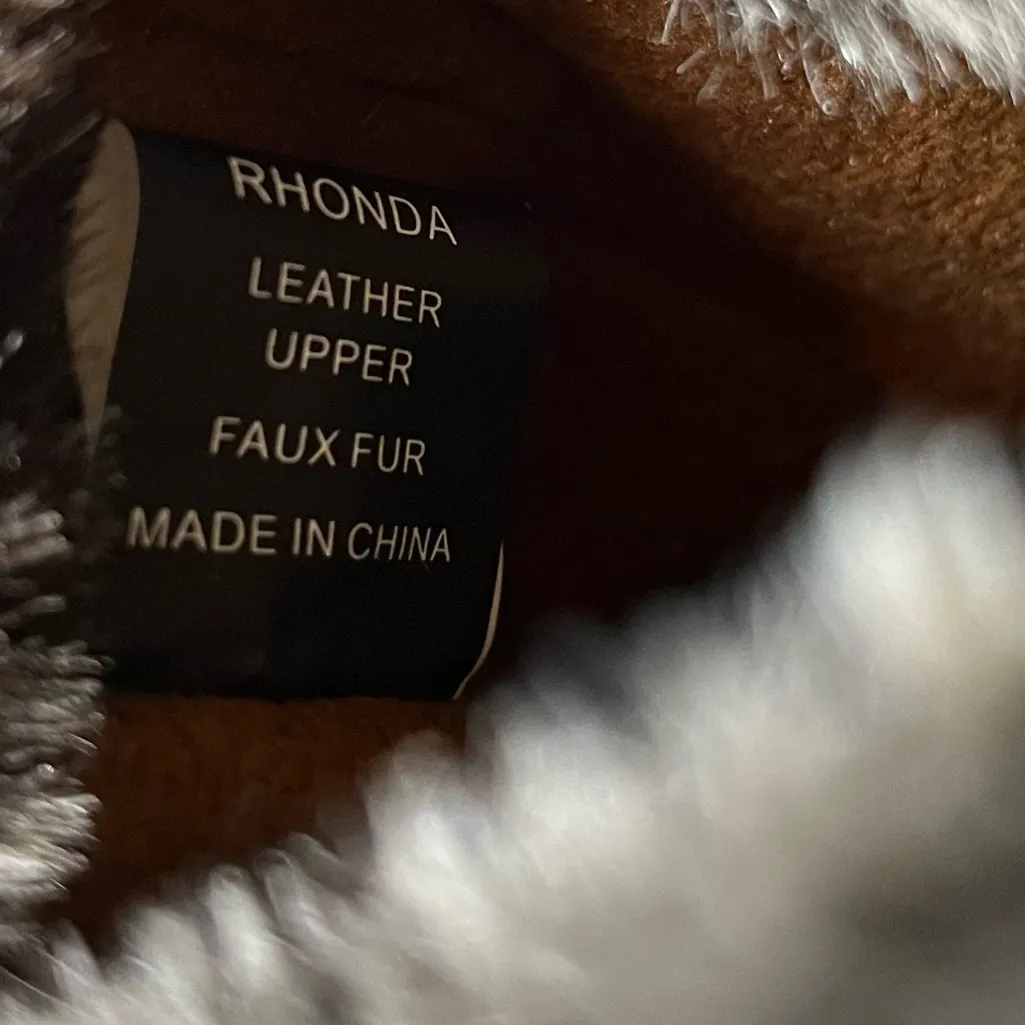 RHONDA
LEATHER
UPPER
FAUX FUR
MADE IN CHINA